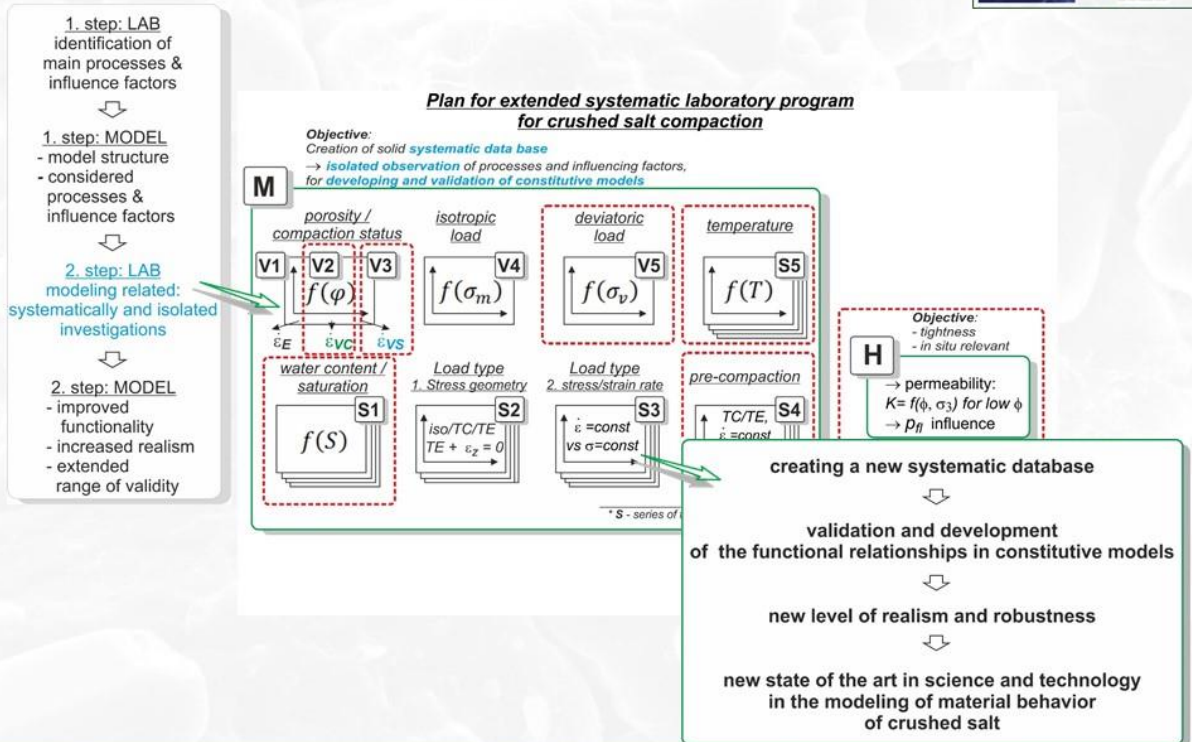 1. step: LAB
identification of
main processes &
influence factors
1. step: MODEL
- model structure
- considered
processes &
influence factors
2. step: LAB
modeling related:
systematically and isolated
investigations
2. step: MODEL
- improved
functionality
- increased realism
- extended
range of validity
Plan for extended systematic laboratory program
for crushed salt compaction
Objective:
Creation of solid systematic data base
→ isolated observation of processes and influencing factors,
for developing and validation of constitutive models
M
porosity /
compaction status
V1
V2
V3
f(φ)
ε̇E
ε̇VC
ε̇VS
isotropic
load
V4
f(σm)
deviatoric
load
V5
f(σv)
temperature
S5
f(T)
water content /
saturation
S1
f(S)
Load type
1. Stress geometry
S2
iso/TC/TE
TE + εz = 0
Load type
2. stress/strain rate
S3
ε̇ =const
vs σ=const
pre-compaction
S4
TC/TE,
ε̇ =const
* S - series of
Objective:
- tightness
- in situ relevant
H
→ permeability:
K= f(ϕ, σ3) for low ϕ
→ pfl influence
creating a new systematic database
validation and development
of the functional relationships in constitutive models
new level of realism and robustness
new state of the art in science and technology
in the modeling of material behavior
of crushed salt